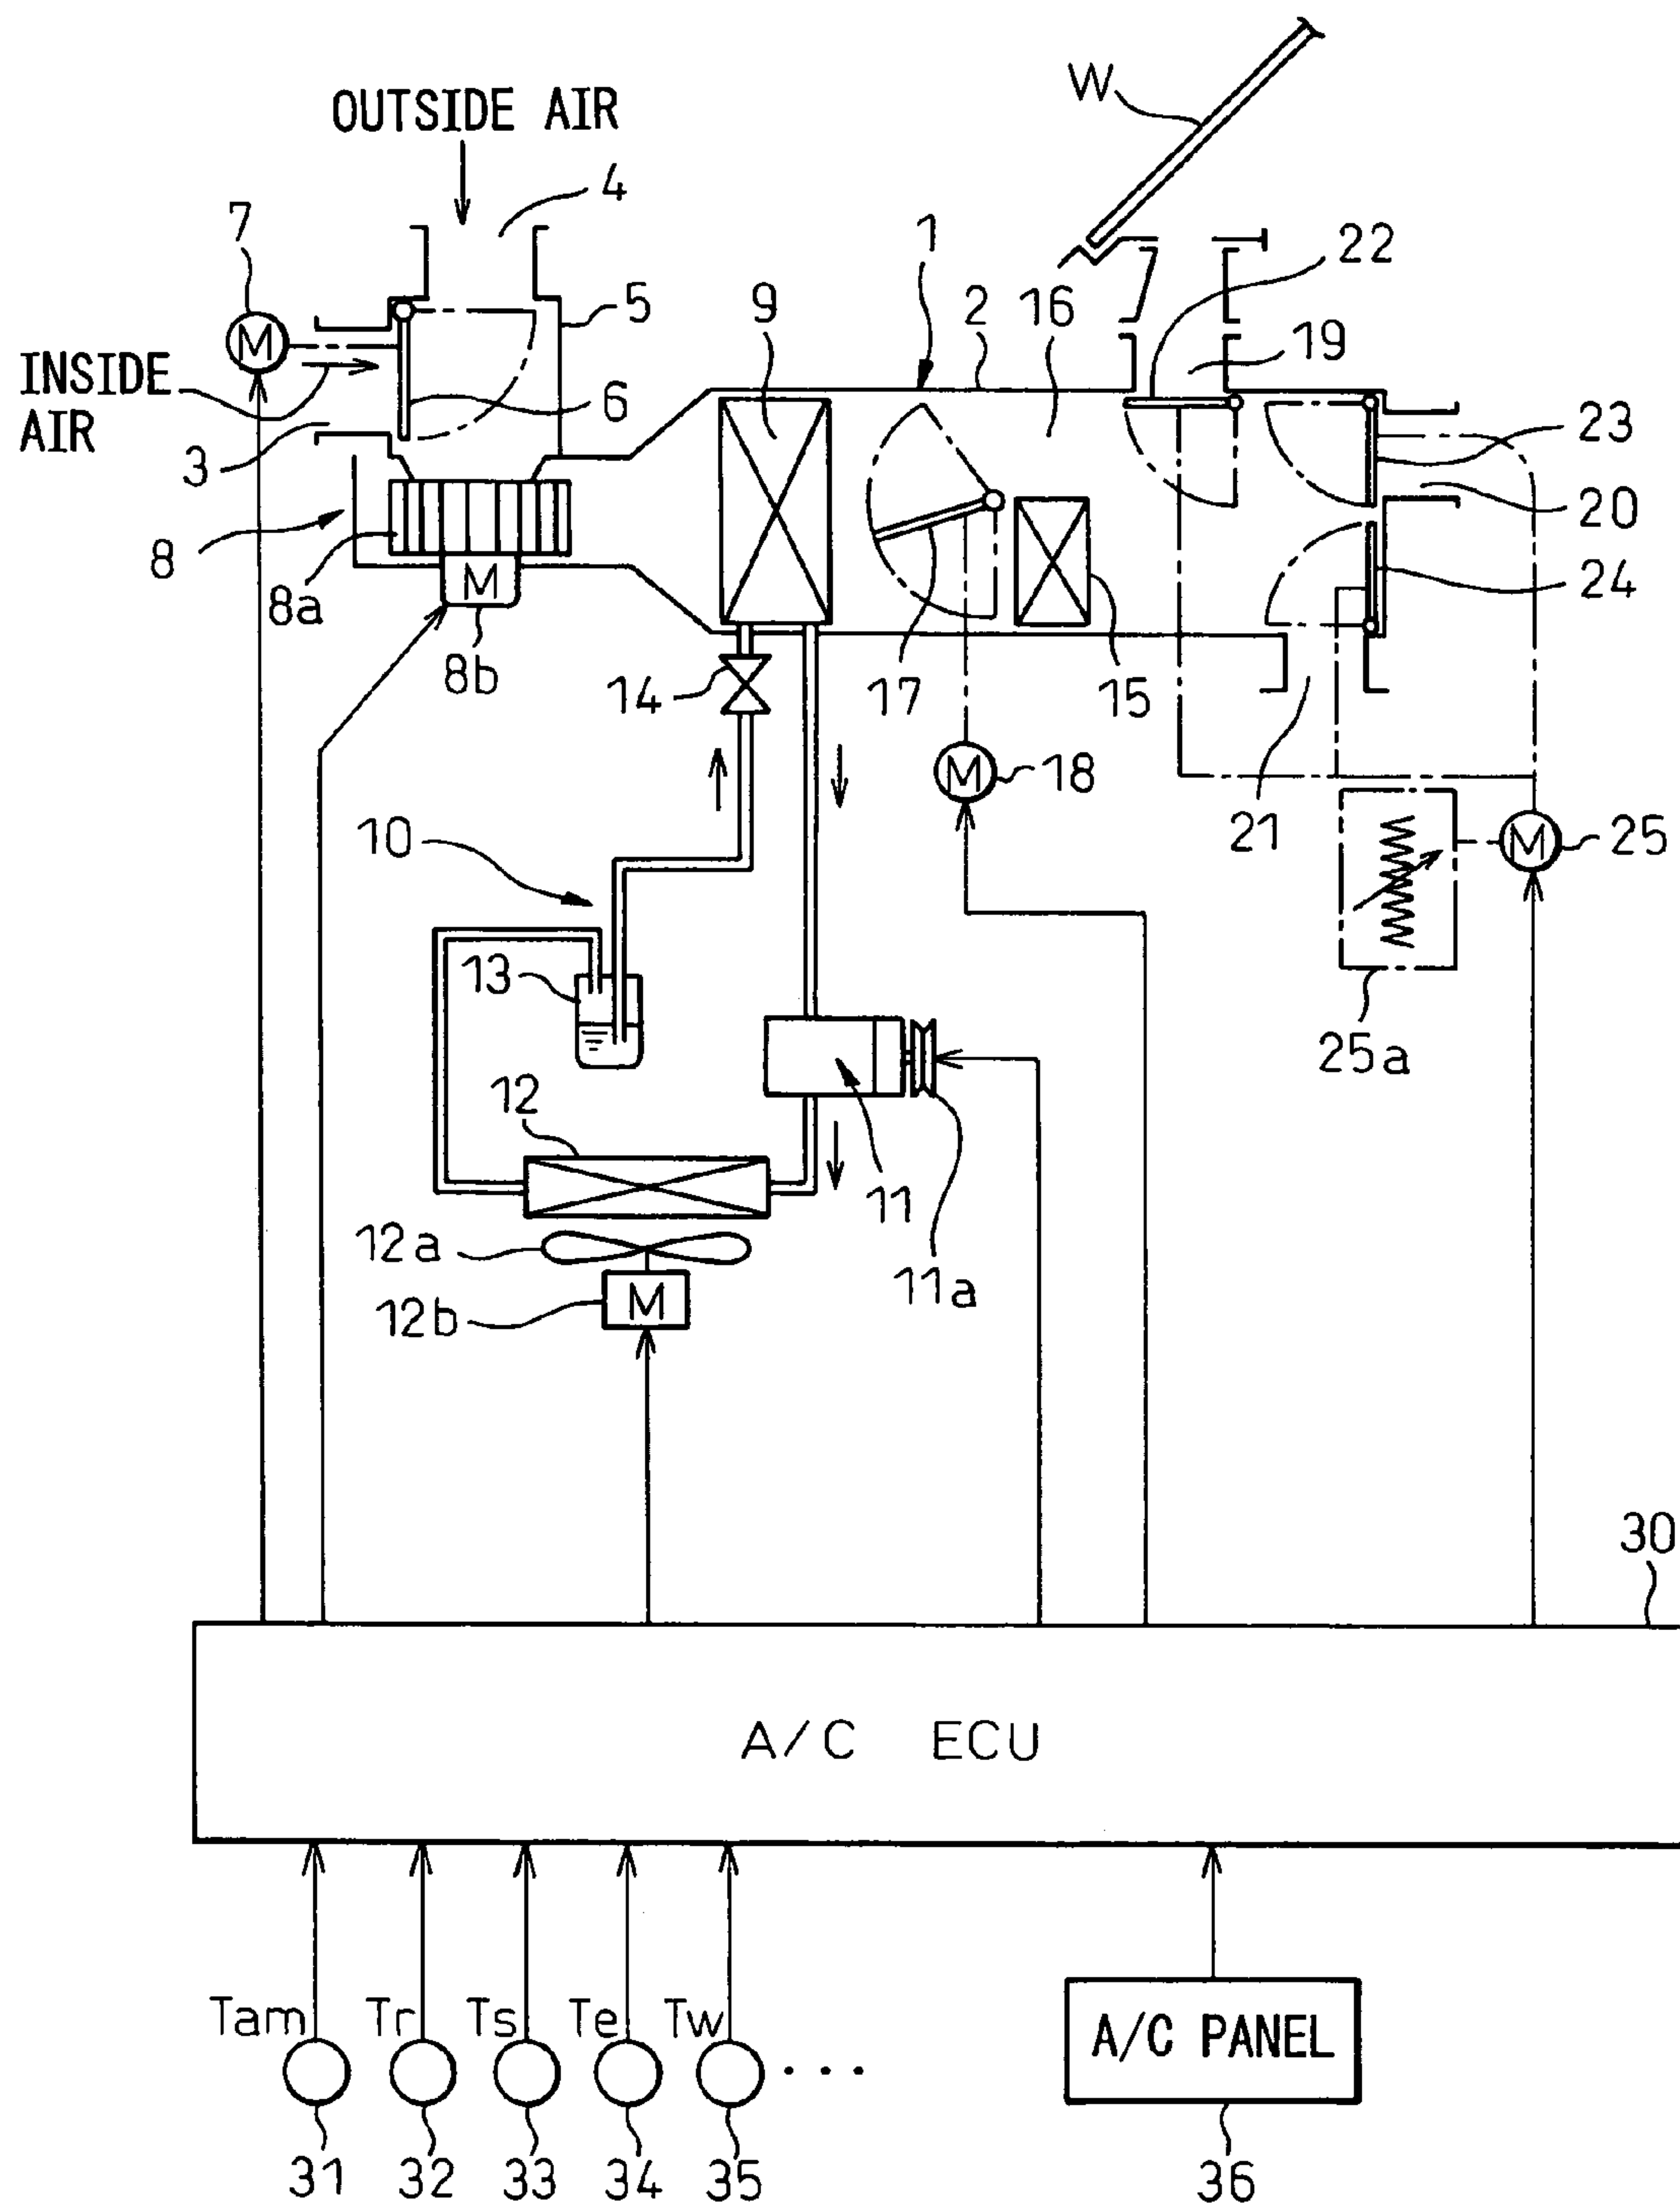 W
OUTSIDE AIR
4
7
1
22
5
9
2
16
19
M
INSIDE
AIR
6
23
3
20
8
8a
M
24
8b
14
17
15
M
18
21
10
M
25
13
25a
12
11
12a
11a
12b
M
30
A/C ECU
Tam
Tr
Ts
Te
Tw
...
A/C PANEL
31
32
33
34
35
36